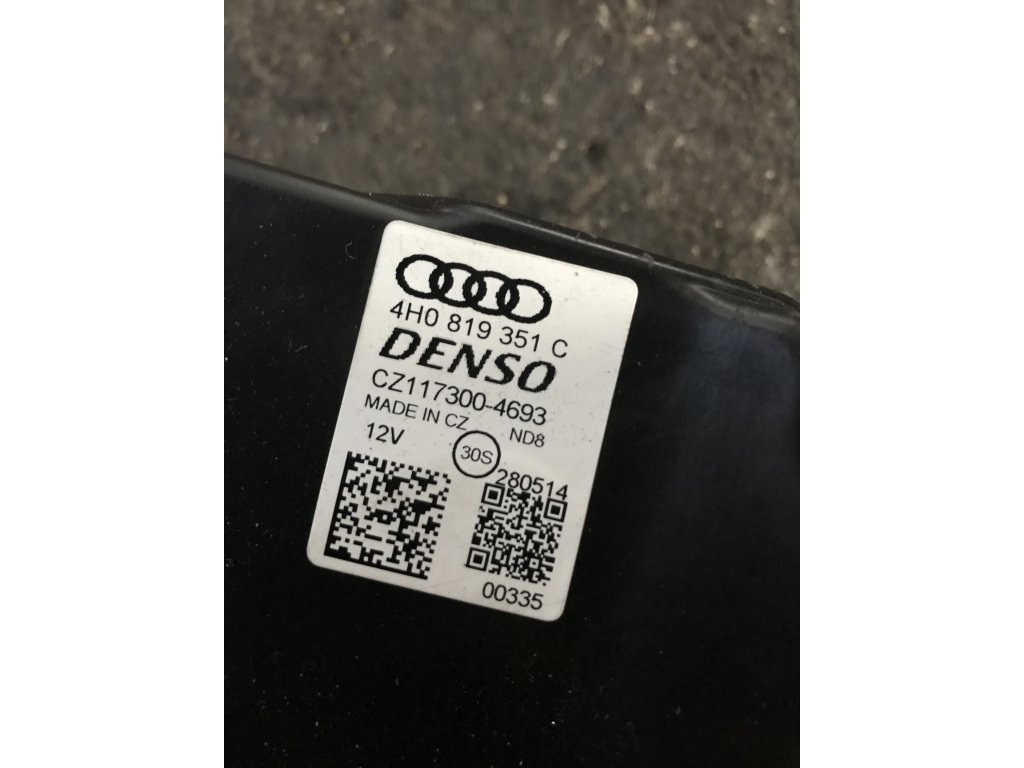 4H0 819 351 C
DENSO
CZ117300-4693
MADE IN CZ ND8
12V 30S
280514
00335